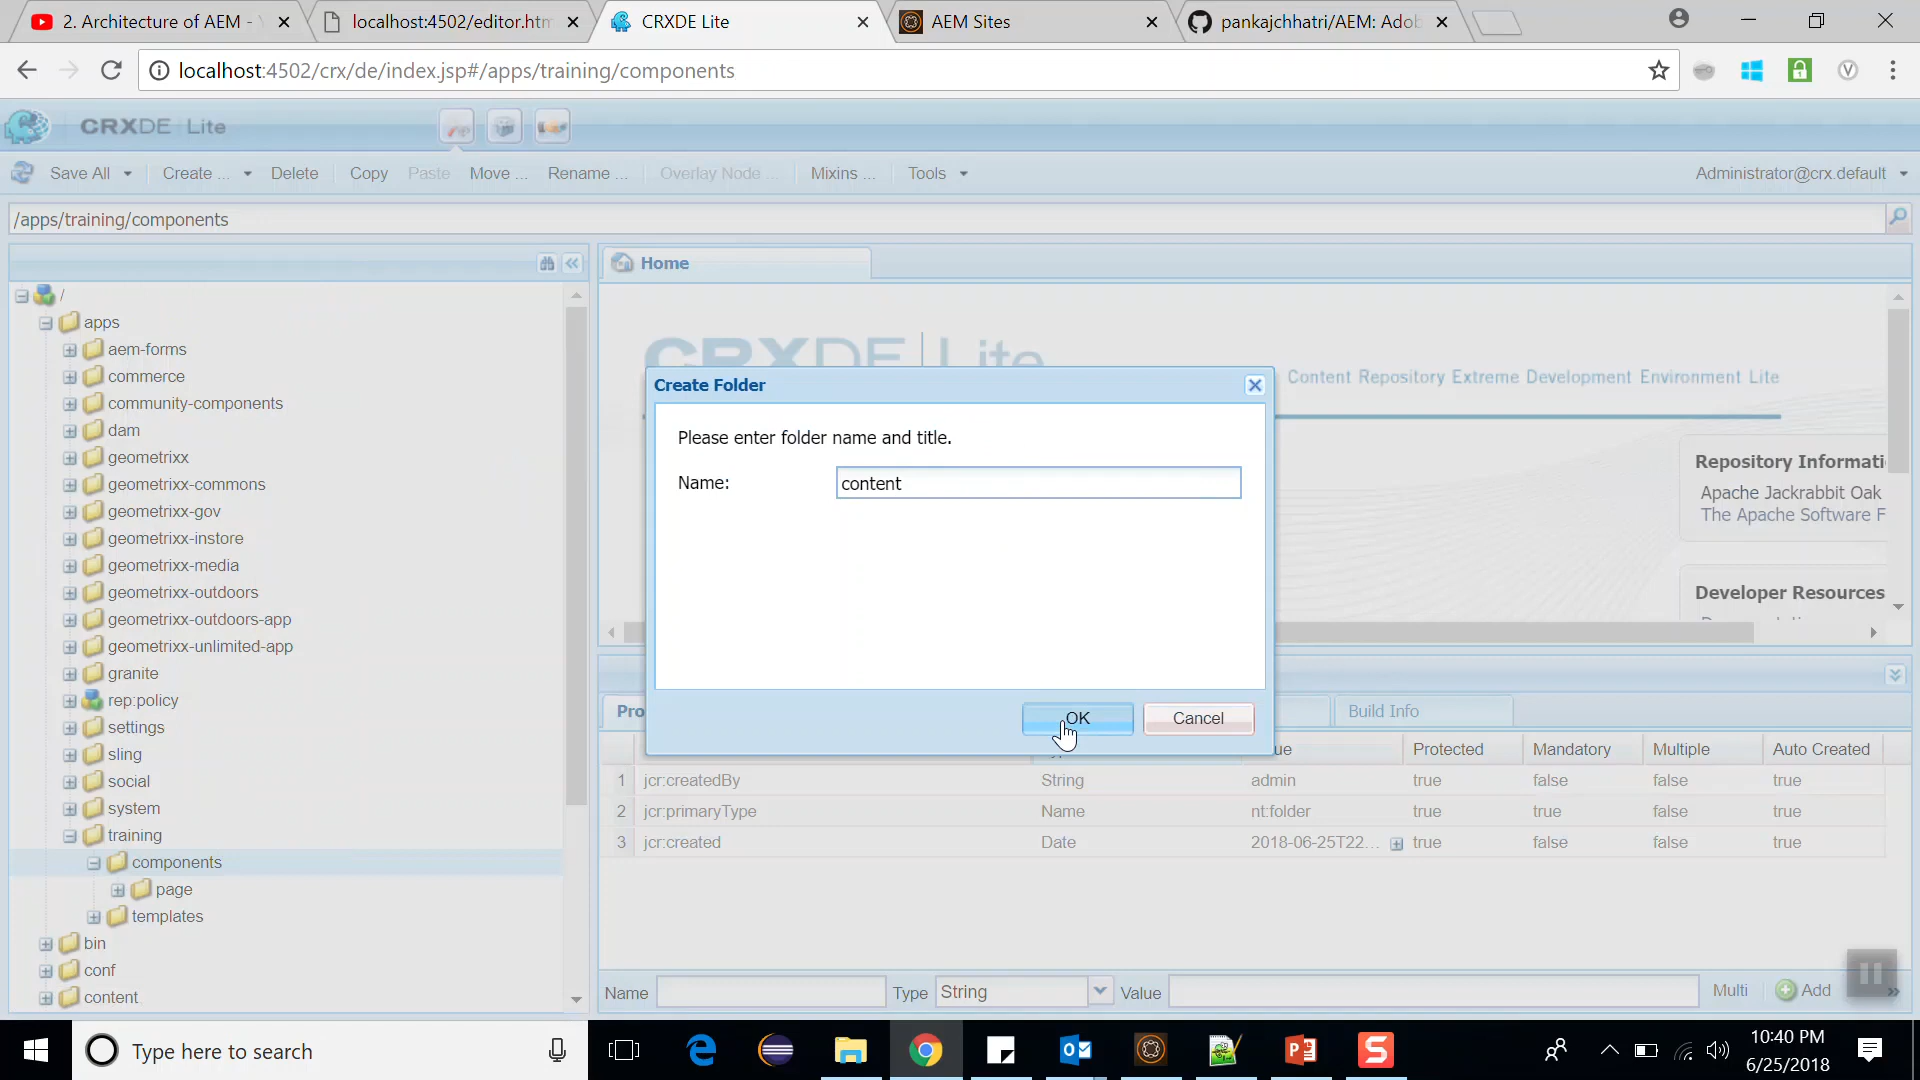 2. Architecture of AEM -
localhost:4502/editor.htm
CRXDE Lite
AEM Sites
pankajchhatri/AEM: Adob
localhost:4502/crx/de/index.jsp#/apps/training/components
CRXDE Lite
Save All
Create ...
Delete
Copy
Paste
Move ...
Rename ...
Overlay Node ...
Mixins ...
Tools
Administrator@crx.default
/apps/training/components
Home
/
apps
aem-forms
commerce
community-components
dam
geometrixx
geometrixx-commons
geometrixx-gov
geometrixx-instore
geometrixx-media
geometrixx-outdoors
geometrixx-outdoors-app
geometrixx-unlimited-app
granite
rep:policy
settings
sling
social
system
training
components
page
templates
bin
conf
content
CRXDE Lite
Content Repository Extreme Development Environment Lite
Repository Informati
Apache Jackrabbit Oak
The Apache Software F
Developer Resources
Create Folder
Please enter folder name and title.
Name: content
OK Cancel
Pro
Build Info
ue Protected Mandatory Multiple Auto Created
1 jcr:createdBy String admin true false false true
2 jcr:primaryType Name nt:folder true true false true
3 jcr:created Date 2018-06-25T22... true false false true
Name Type String Value Multi Add
Type here to search
10:40 PM
6/25/2018